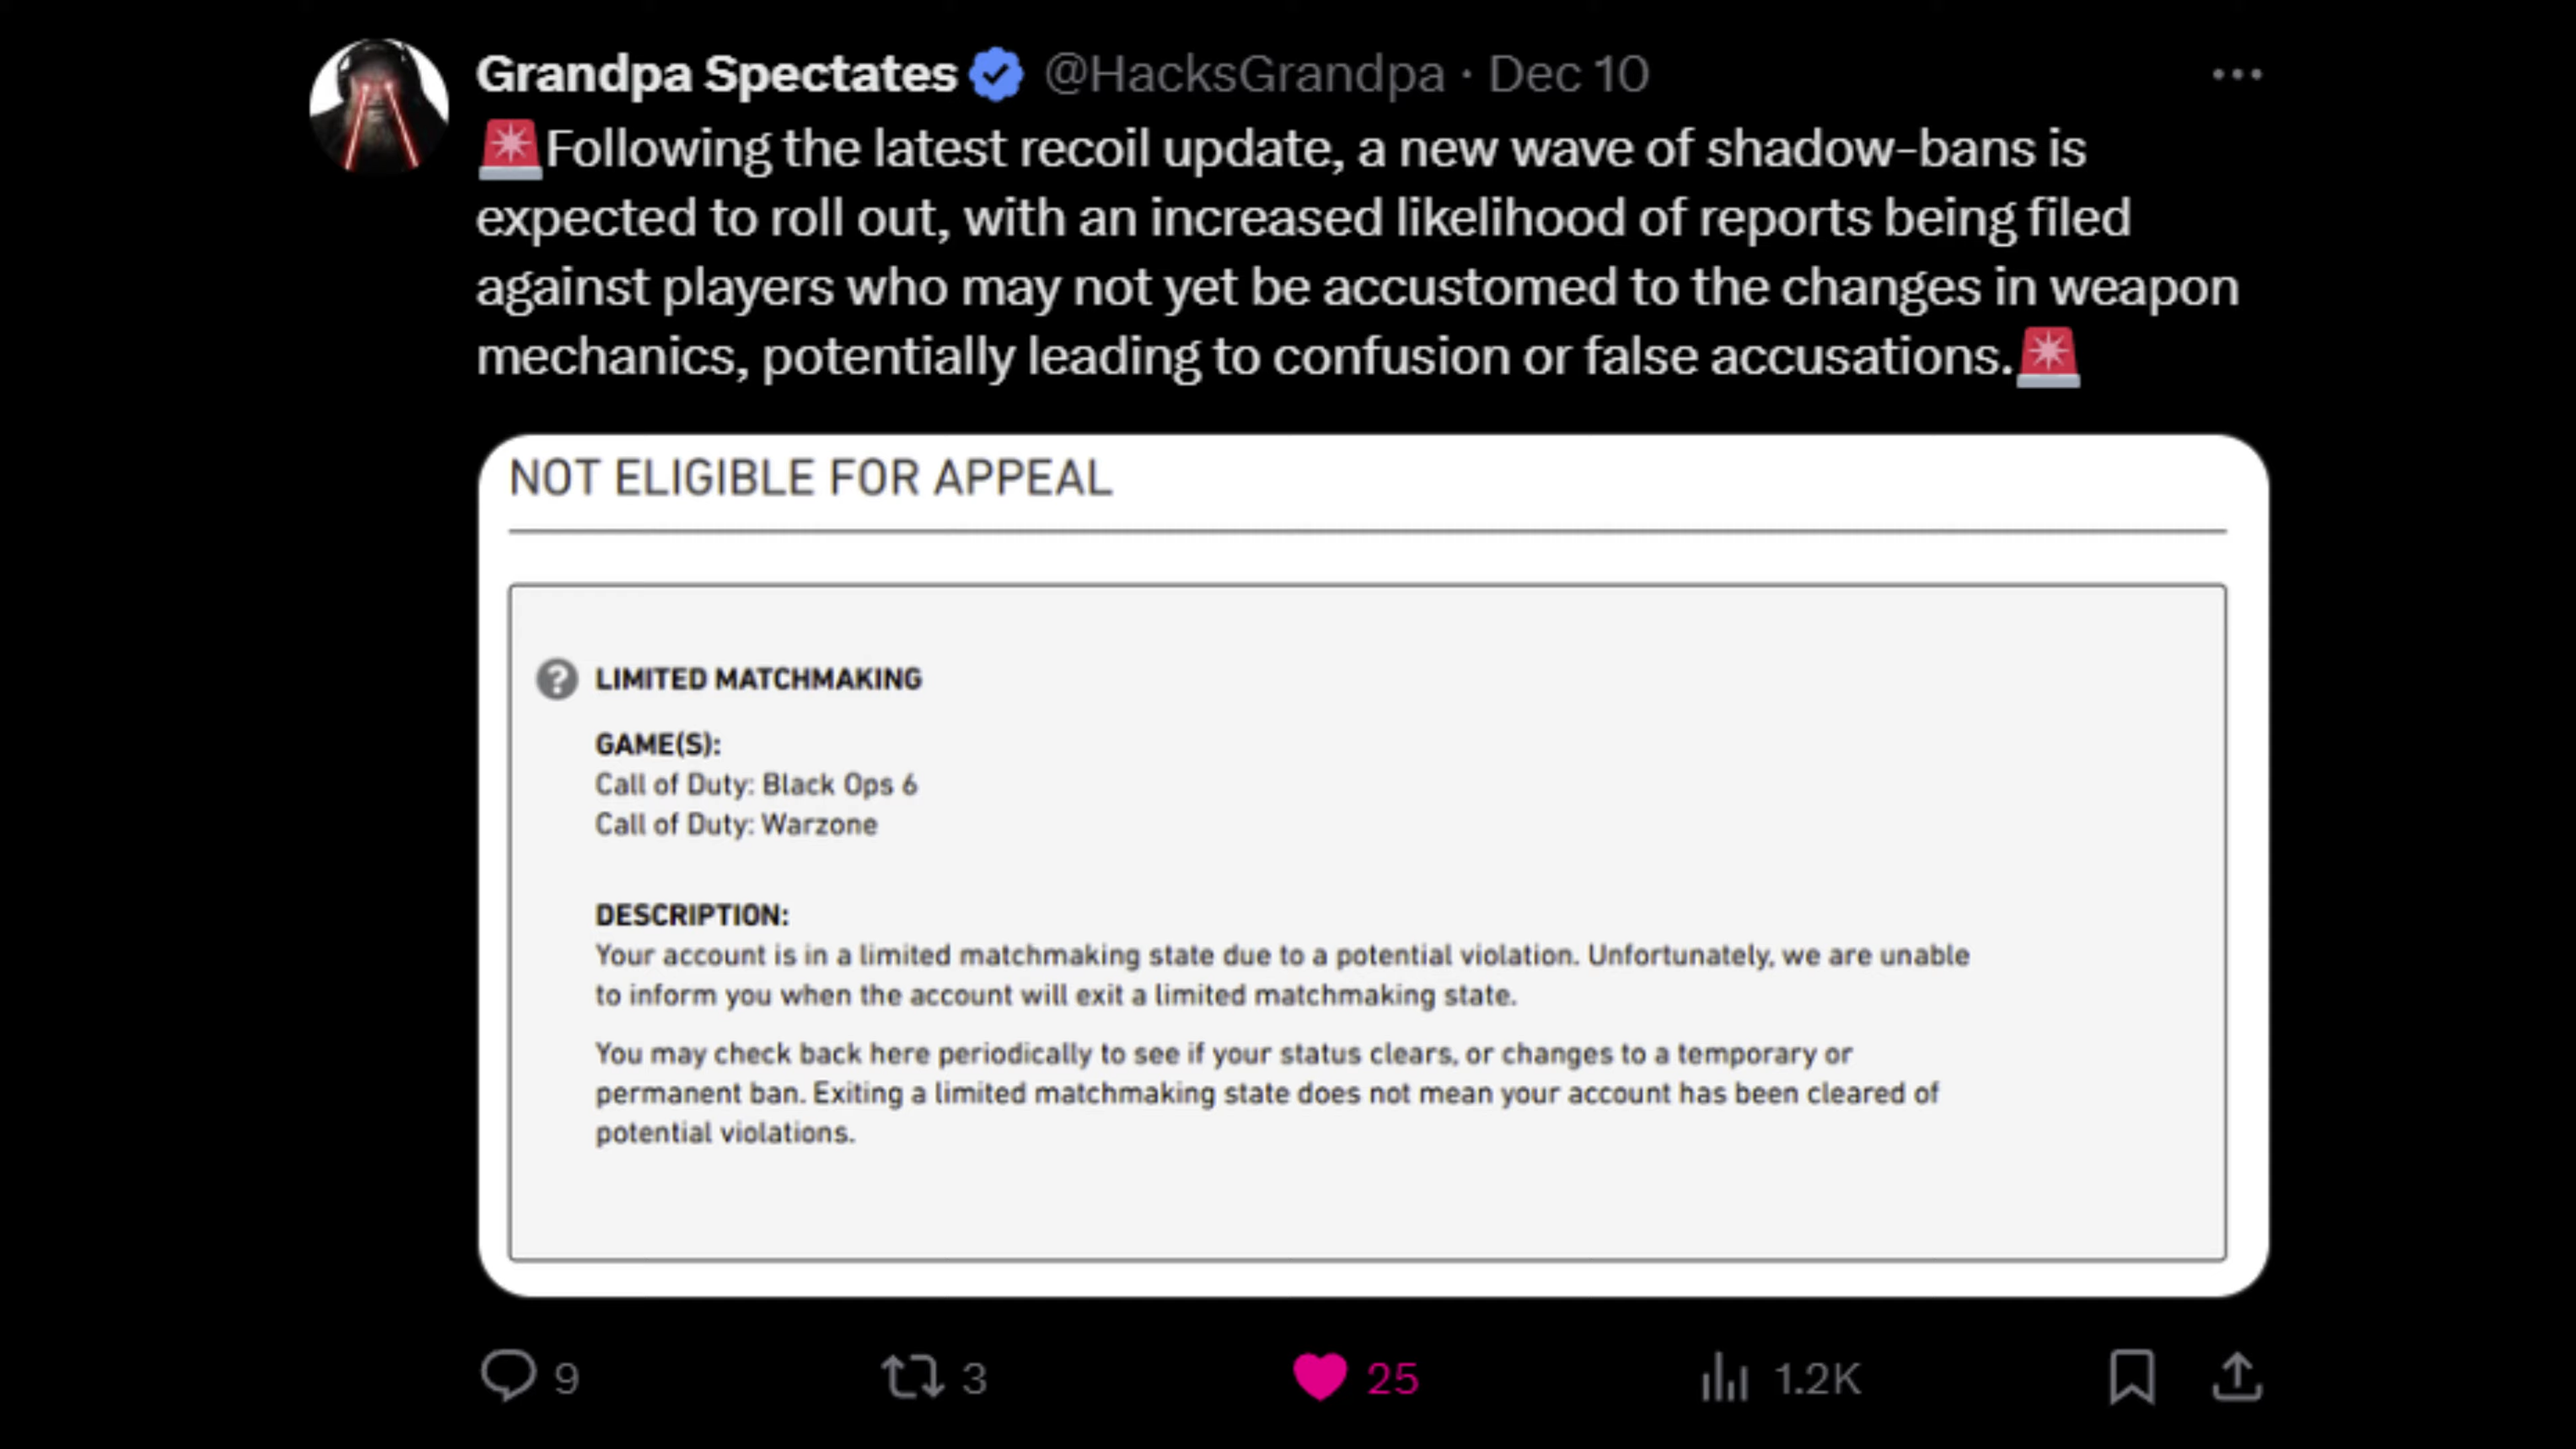 Grandpa Spectates @HacksGrandpa · Dec 10
🚨Following the latest recoil update, a new wave of shadow-bans is
expected to roll out, with an increased likelihood of reports being filed
against players who may not yet be accustomed to the changes in weapon
mechanics, potentially leading to confusion or false accusations.🚨
NOT ELIGIBLE FOR APPEAL
LIMITED MATCHMAKING
GAME(S):
Call of Duty: Black Ops 6
Call of Duty: Warzone
DESCRIPTION:
Your account is in a limited matchmaking state due to a potential violation. Unfortunately, we are unable
to inform you when the account will exit a limited matchmaking state.
You may check back here periodically to see if your status clears, or changes to a temporary or
permanent ban. Exiting a limited matchmaking state does not mean your account has been cleared of
potential violations.
9 3 25 1.2K